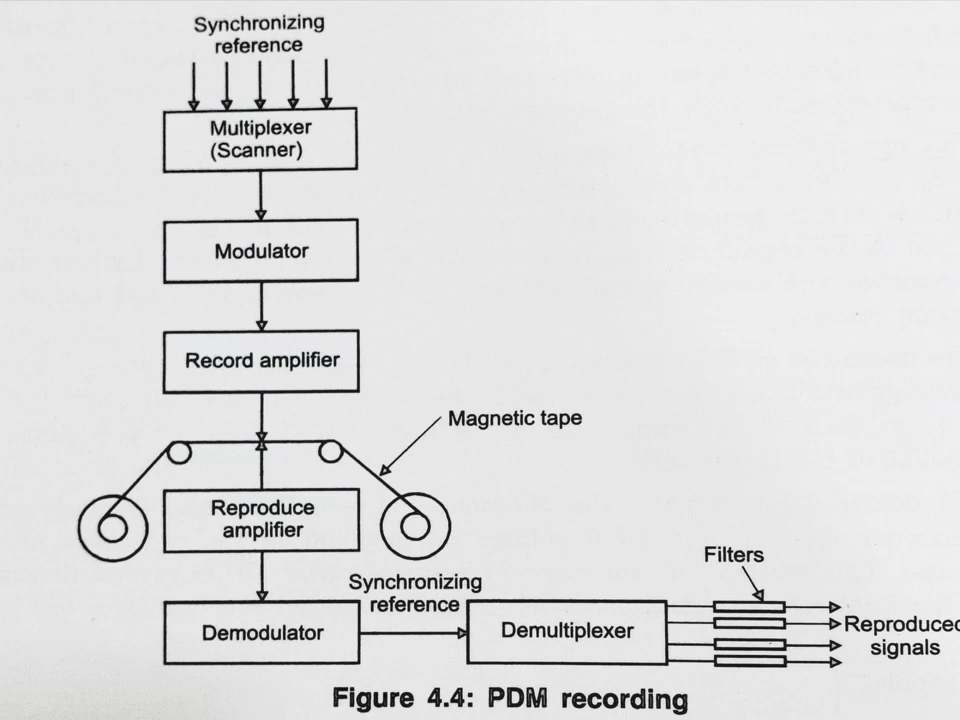 Synchronizing
reference
Multiplexer
(Scanner)
Modulator
Record amplifier
Magnetic tape
Reproduce
amplifier
Synchronizing
reference
Filters
Demodulator
Demultiplexer
Reproduced
signals
Figure 4.4: PDM recording